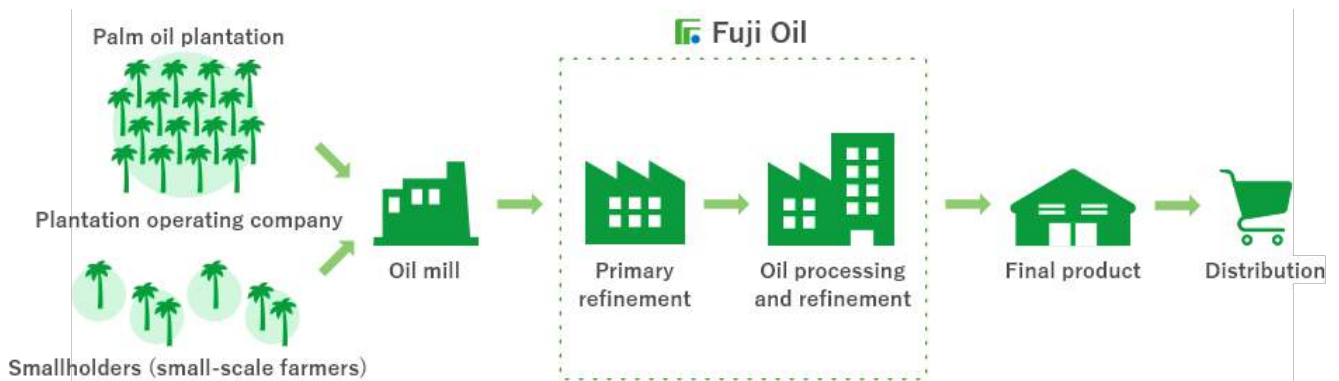 Fuji Oil
Palm oil plantation
Plantation operating company
Smallholders (small-scale farmers)
Oil mill
Primary
refinement
Oil processing
and refinement
Final product
Distribution